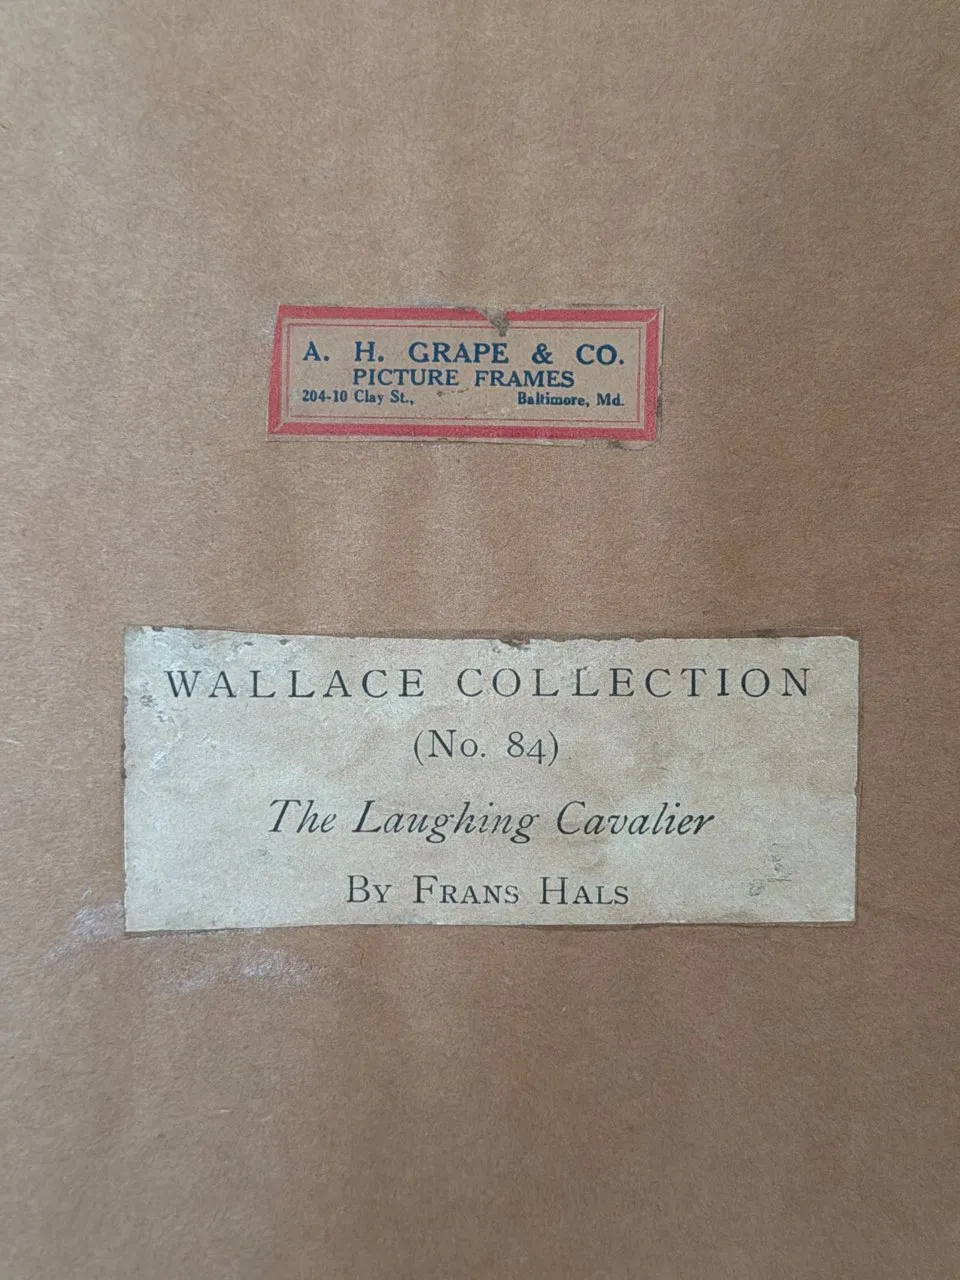 A. H. GRAPE & CO.
PICTURE FRAMES
204-10 Clay St., Baltimore, Md.
WALLACE COLLECTION
(No. 84)
The Laughing Cavalier
By Frans Hals